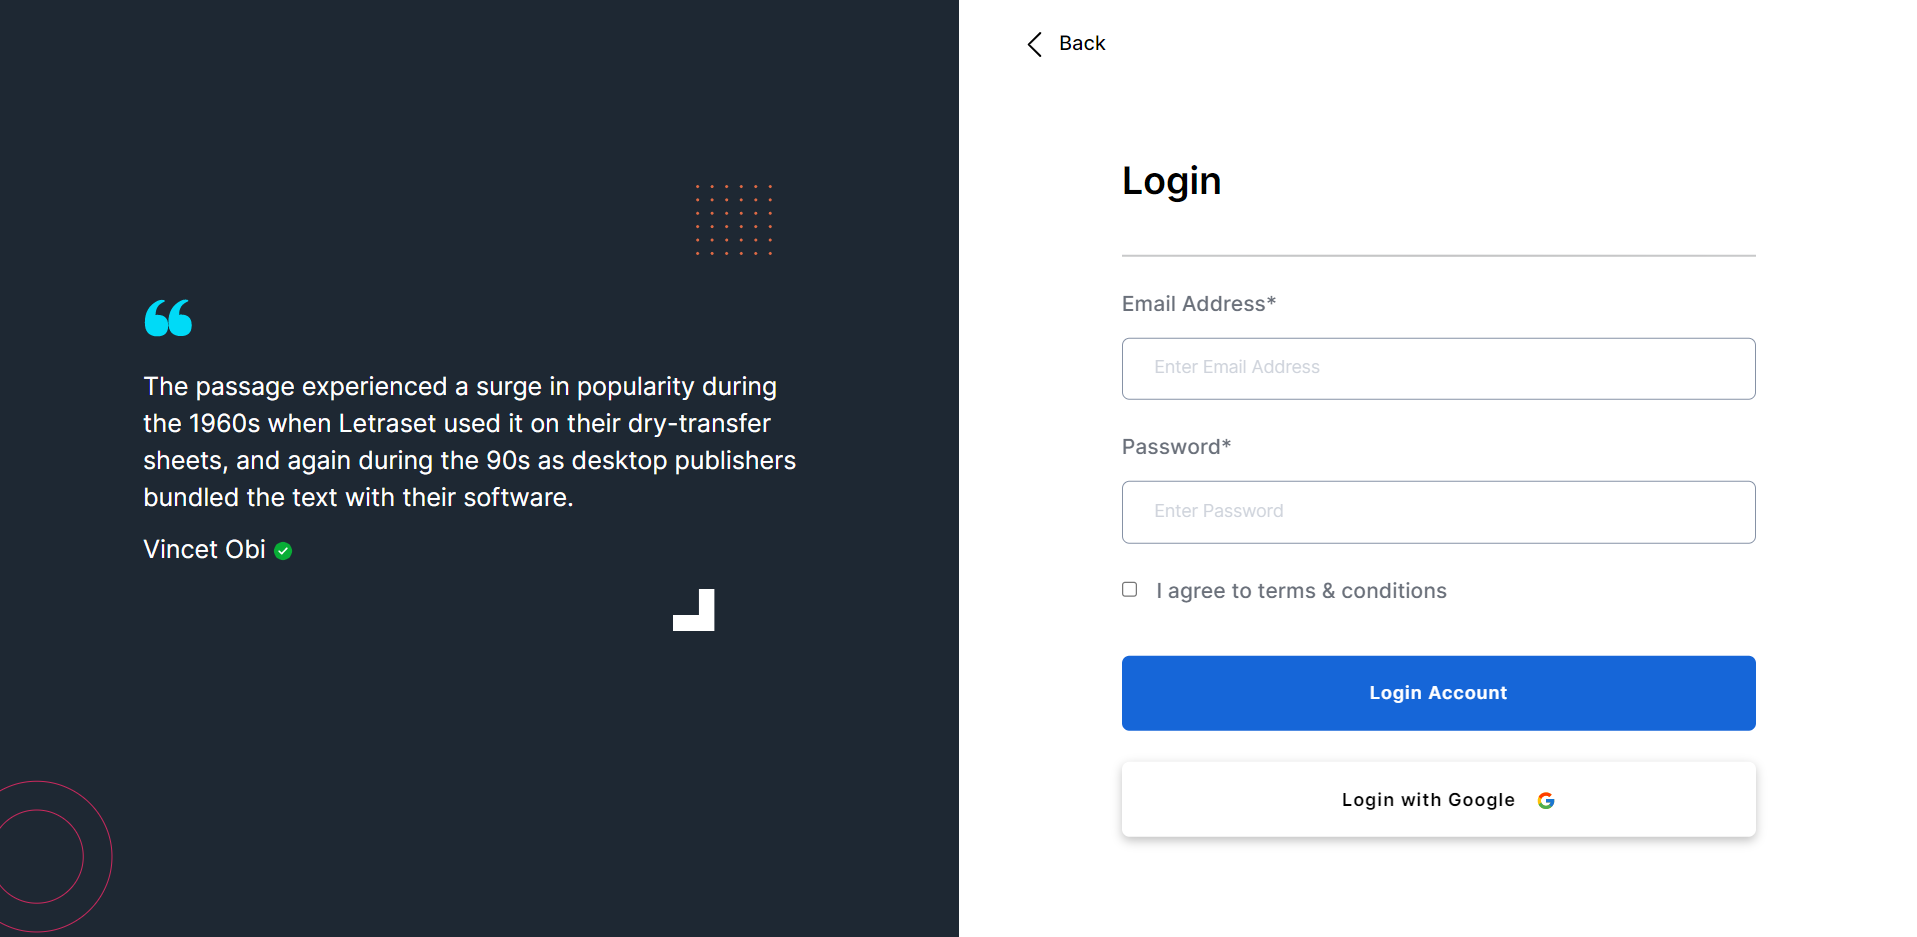 The passage experienced a surge in popularity during
the 1960s when Letraset used it on their dry-transfer
sheets, and again during the 90s as desktop publishers
bundled the text with their software.
Vincet Obi
Back
Login
Email Address*
Enter Email Address
Password*
Enter Password
I agree to terms & conditions
Login Account
Login with Google